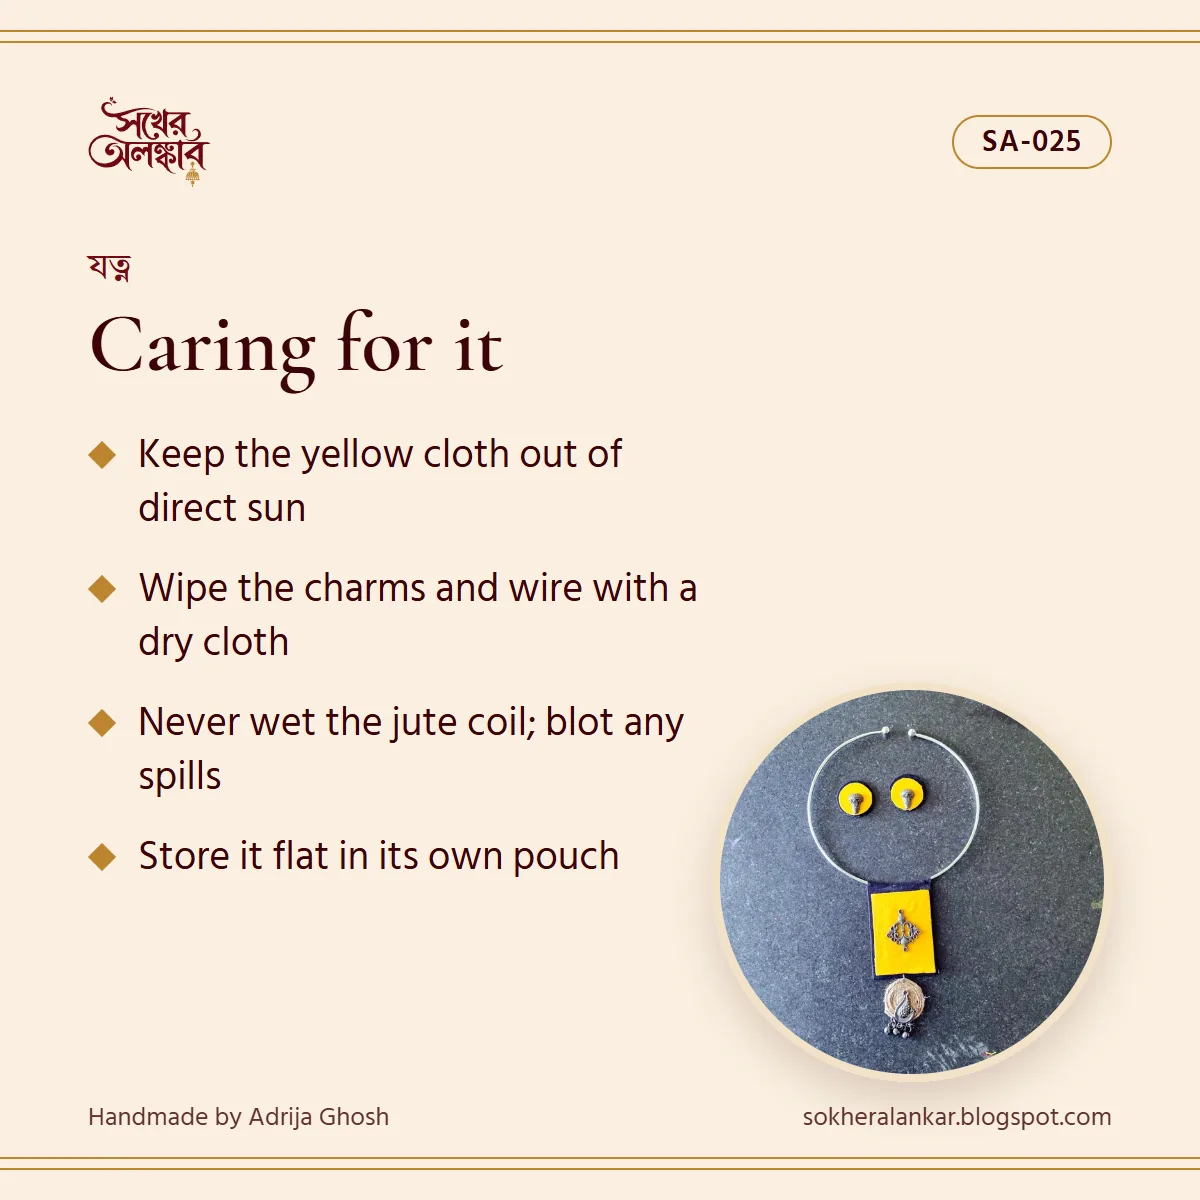 সখের
অলঙ্কার
SA-025
যত্ন
Caring for it
Keep the yellow cloth out of
direct sun
Wipe the charms and wire with a
dry cloth
Never wet the jute coil; blot any
spills
Store it flat in its own pouch
Handmade by Adrija Ghosh
sokheralankar.blogspot.com